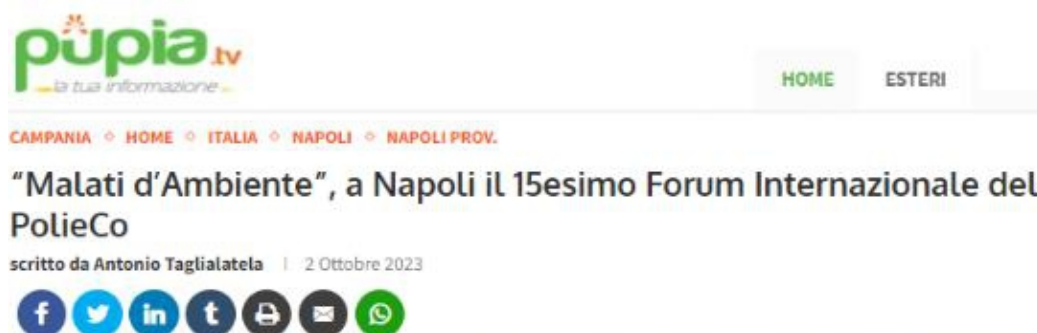 pupia.tv
la tua informazione
HOME ESTERI
CAMPANIA ◇ HOME ◇ ITALIA ◇ NAPOLI ◇ NAPOLI PROV.
“Malati d’Ambiente”, a Napoli il 15esimo Forum Internazionale del
PolieCo
scritto da Antonio Taglialatela | 2 Ottobre 2023